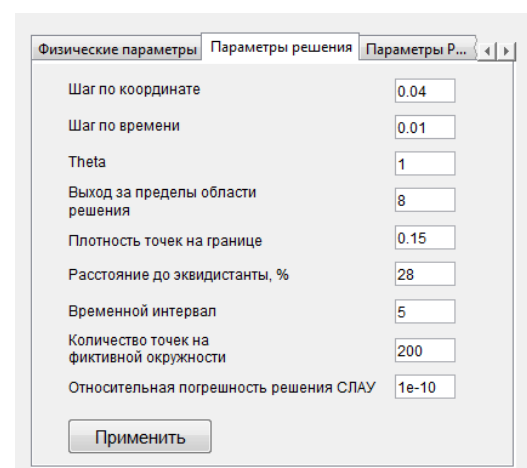 Физические параметры Параметры решения Параметры Р...
Шаг по координате 0.04
Шаг по времени 0.01
Theta 1
Выход за пределы области
решения 8
Плотность точек на границе 0.15
Расстояние до эквидистанты, % 28
Временной интервал 5
Количество точек на
фиктивной окружности 200
Относительная погрешность решения СЛАУ 1e-10
Применить